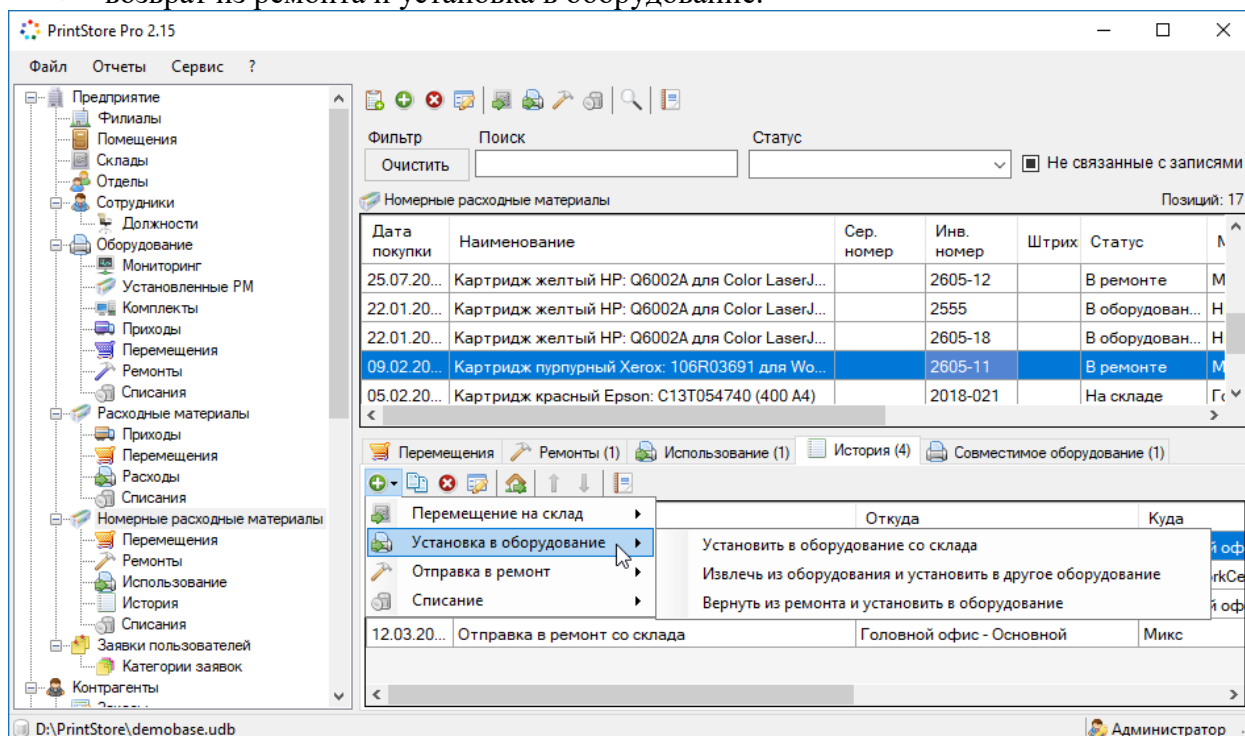 возврат из ремонта и установка в оборудование.
PrintStore Pro 2.15
Файл Отчеты Сервис ?
Предприятие
Филиалы
Помещения
Склады
Отделы
Сотрудники
Должности
Оборудование
Мониторинг
Установленные РМ
Комплекты
Приходы
Перемещения
Ремонты
Списания
Расходные материалы
Приходы
Перемещения
Расходы
Списания
Номерные расходные материалы
Перемещения
Ремонты
Использование
История
Списания
Заявки пользователей
Категории заявок
Контрагенты
Фильтр Поиск Статус
Очистить Не связанные с записями
Номерные расходные материалы Позиций: 17
Дата покупки Наименование Сер. номер Инв. номер Штрих Статус
25.07.20... Картридж желтый HP: Q6002A для Color LaserJ... 2605-12 В ремонте М
22.01.20... Картридж желтый HP: Q6002A для Color LaserJ... 2555 В оборудован... Н
22.01.20... Картридж желтый HP: Q6002A для Color LaserJ... 2605-18 В оборудован... Н
09.02.20... Картридж пурпурный Xerox: 106R03691 для Wo... 2605-11 В ремонте М
05.02.20... Картридж красный Epson: C13T054740 (400 A4) 2018-021 На складе Го
Перемещения Ремонты (1) Использование (1) История (4) Совместимое оборудование (1)
Откуда Куда
Перемещение на склад
Установка в оборудование
Отправка в ремонт
Списание
Установить в оборудование со склада
Извлечь из оборудования и установить в другое оборудование
Вернуть из ремонта и установить в оборудование
й оф
rkCe
й оф
12.03.20... Отправка в ремонт со склада Головной офис - Основной Микс
D:\PrintStore\demobase.udb Администратор